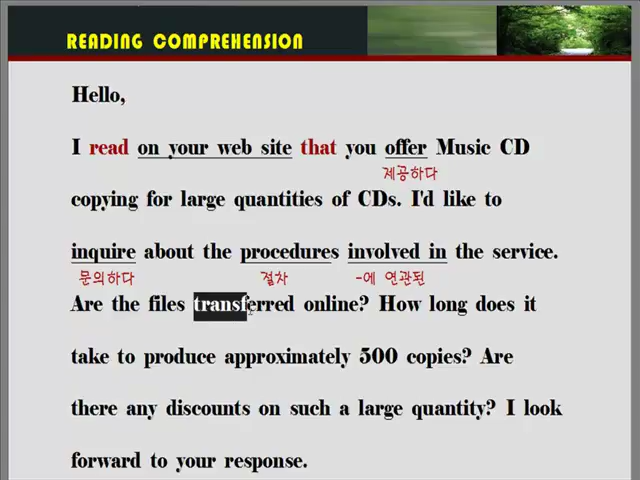 READING COMPREHENSION
Hello,
I read on your web site that you offer Music CD
제공하다
copying for large quantities of CDs. I'd like to
inquire about the procedures involved in the service.
문의하다 절차 -에 연관된
Are the files transferred online? How long does it
take to produce approximately 500 copies? Are
there any discounts on such a large quantity? I look
forward to your response.